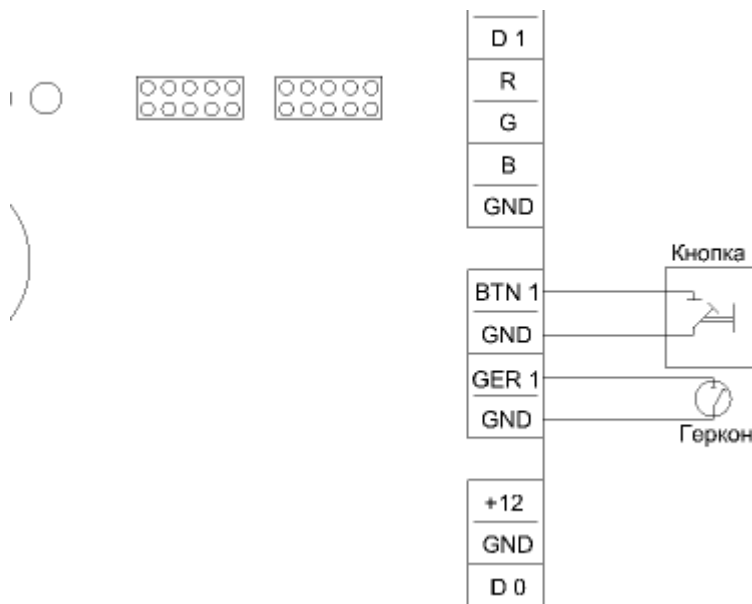 D 1
R
G
B
GND
Кнопка
BTN 1
GND
GER 1
GND
Геркон
+12
GND
D 0